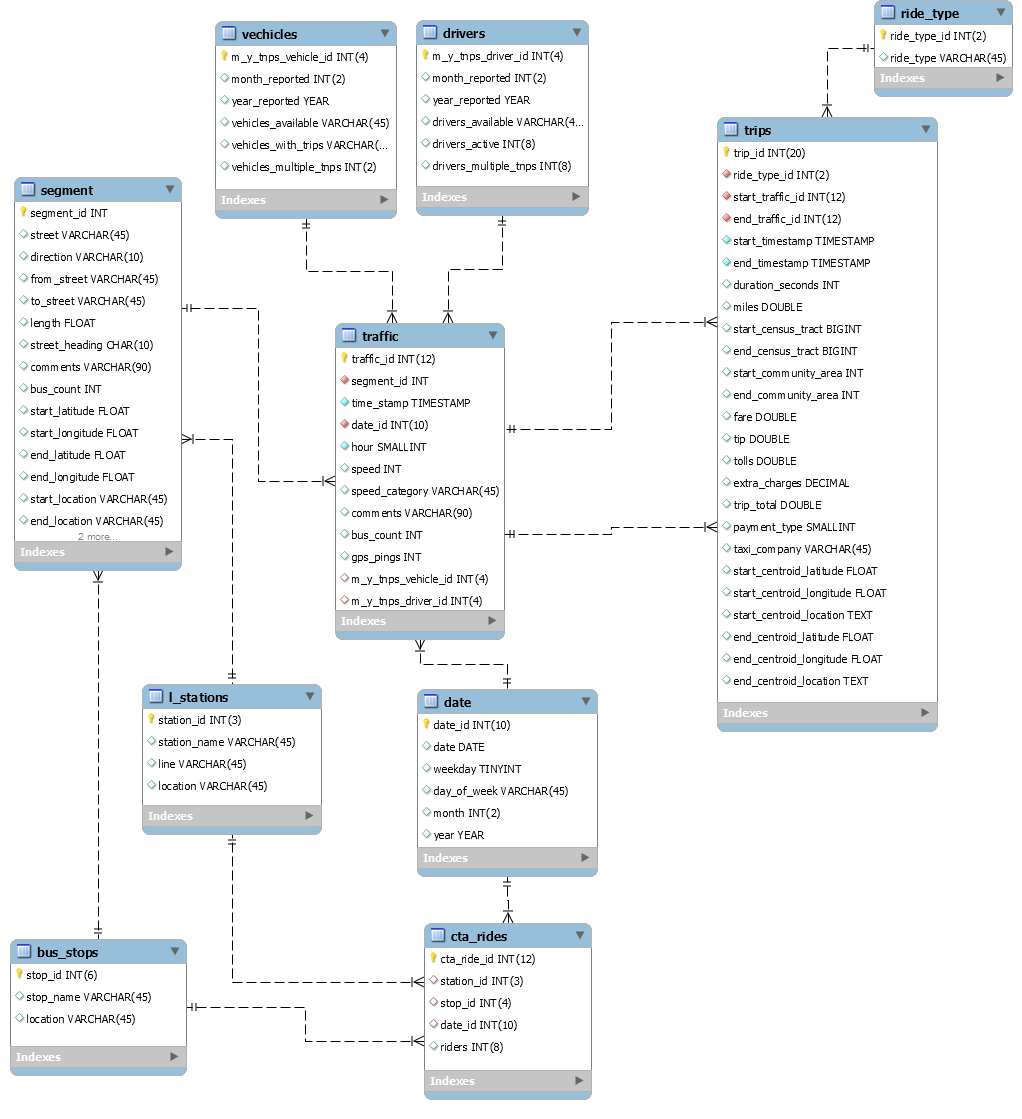 vechicles
m_y_tnps_vehicle_id INT(4)
month_reported INT(2)
year_reported YEAR
vehicles_available VARCHAR(45)
vehicles_with_trips VARCHAR(...
vehicles_multiple_tnps INT(2)
Indexes
drivers
m_y_tnps_driver_id INT(4)
month_reported INT(2)
year_reported YEAR
drivers_available VARCHAR(4...
drivers_active INT(8)
drivers_multiple_tnps INT(8)
Indexes
ride_type
ride_type_id INT(2)
ride_type VARCHAR(45)
Indexes
segment
segment_id INT
street VARCHAR(45)
direction VARCHAR(10)
from_street VARCHAR(45)
to_street VARCHAR(45)
length FLOAT
street_heading CHAR(10)
comments VARCHAR(90)
bus_count INT
start_latitude FLOAT
start_longitude FLOAT
end_latitude FLOAT
end_longitude FLOAT
start_location VARCHAR(45)
end_location VARCHAR(45)
2 more...
Indexes
traffic
traffic_id INT(12)
segment_id INT
time_stamp TIMESTAMP
date_id INT(10)
hour SMALLINT
speed INT
speed_category VARCHAR(45)
comments VARCHAR(90)
bus_count INT
gps_pings INT
m_y_tnps_vehicle_id INT(4)
m_y_tnps_driver_id INT(4)
Indexes
trips
trip_id INT(20)
ride_type_id INT(2)
start_traffic_id INT(12)
end_traffic_id INT(12)
start_timestamp TIMESTAMP
end_timestamp TIMESTAMP
duration_seconds INT
miles DOUBLE
start_census_tract BIGINT
end_census_tract BIGINT
start_community_area INT
end_community_area INT
fare DOUBLE
tip DOUBLE
tolls DOUBLE
extra_charges DECIMAL
trip_total DOUBLE
payment_type SMALLINT
taxi_company VARCHAR(45)
start_centroid_latitude FLOAT
start_centroid_longitude FLOAT
start_centroid_location TEXT
end_centroid_latitude FLOAT
end_centroid_longitude FLOAT
end_centroid_location TEXT
Indexes
l_stations
station_id INT(3)
station_name VARCHAR(45)
line VARCHAR(45)
location VARCHAR(45)
Indexes
date
date_id INT(10)
date DATE
weekday TINYINT
day_of_week VARCHAR(45)
month INT(2)
year YEAR
Indexes
bus_stops
stop_id INT(6)
stop_name VARCHAR(45)
location VARCHAR(45)
Indexes
cta_rides
cta_ride_id INT(12)
station_id INT(3)
stop_id INT(4)
date_id INT(10)
riders INT(8)
Indexes